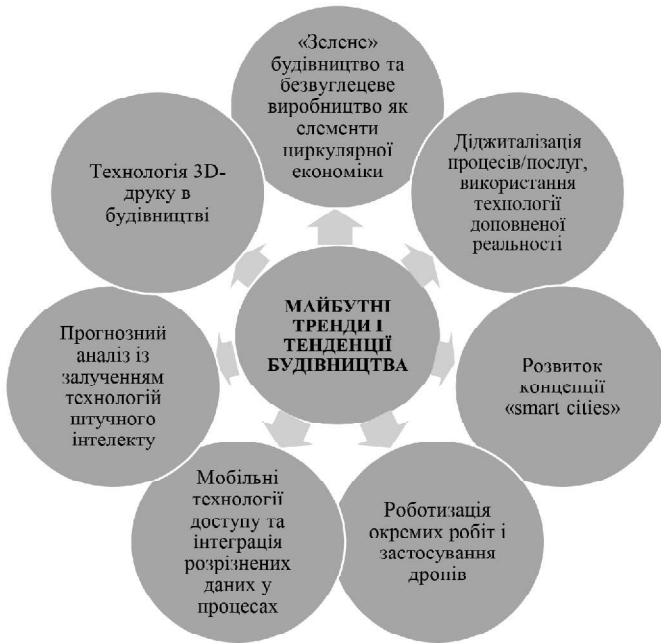 «Зелене»
будівництво та
безвуглецеве
виробництво як
елементи
циркулярної
економіки
Діджиталізація
процесів/послуг,
використання
технології
доповненої
реальності
Розвиток
концепції
«smart cities»
Роботизація
окремих робіт і
застосування
дронів
Мобільні
технології
доступу та
інтеграція
розрізнених
даних у
процесах
Прогнозний
аналіз із
залученням
технологій
штучного
інтелекту
Технологія 3D-
друку в
будівництві
МАЙБУТНІ
ТРЕНДИ І
ТЕНДЕНЦІЇ
БУДІВНИЦТВА